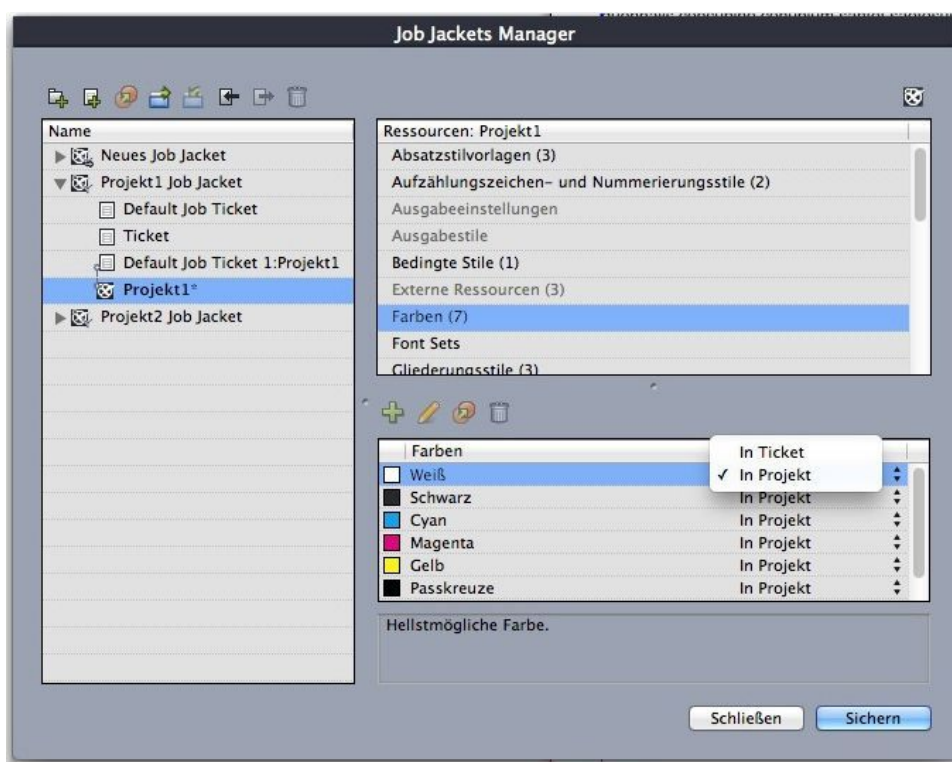 Job Jackets Manager
Name
Neues Job Jacket
Projekt1 Job Jacket
Default Job Ticket
Ticket
Default Job Ticket 1:Projekt1
Projekt1*
Projekt2 Job Jacket
Ressourcen: Projekt1
Absatzstilvorlagen (3)
Aufzählungszeichen- und Nummerierungsstile (2)
Ausgabeeinstellungen
Ausgabestile
Bedingte Stile (1)
Externe Ressourcen (3)
Farben (7)
Font Sets
Gliederungsstile (3)
Farben
In Ticket
Weiß ✓ In Projekt
Schwarz In Projekt
Cyan In Projekt
Magenta In Projekt
Gelb In Projekt
Passkreuze In Projekt
Hellstmögliche Farbe.
Schließen Sichern